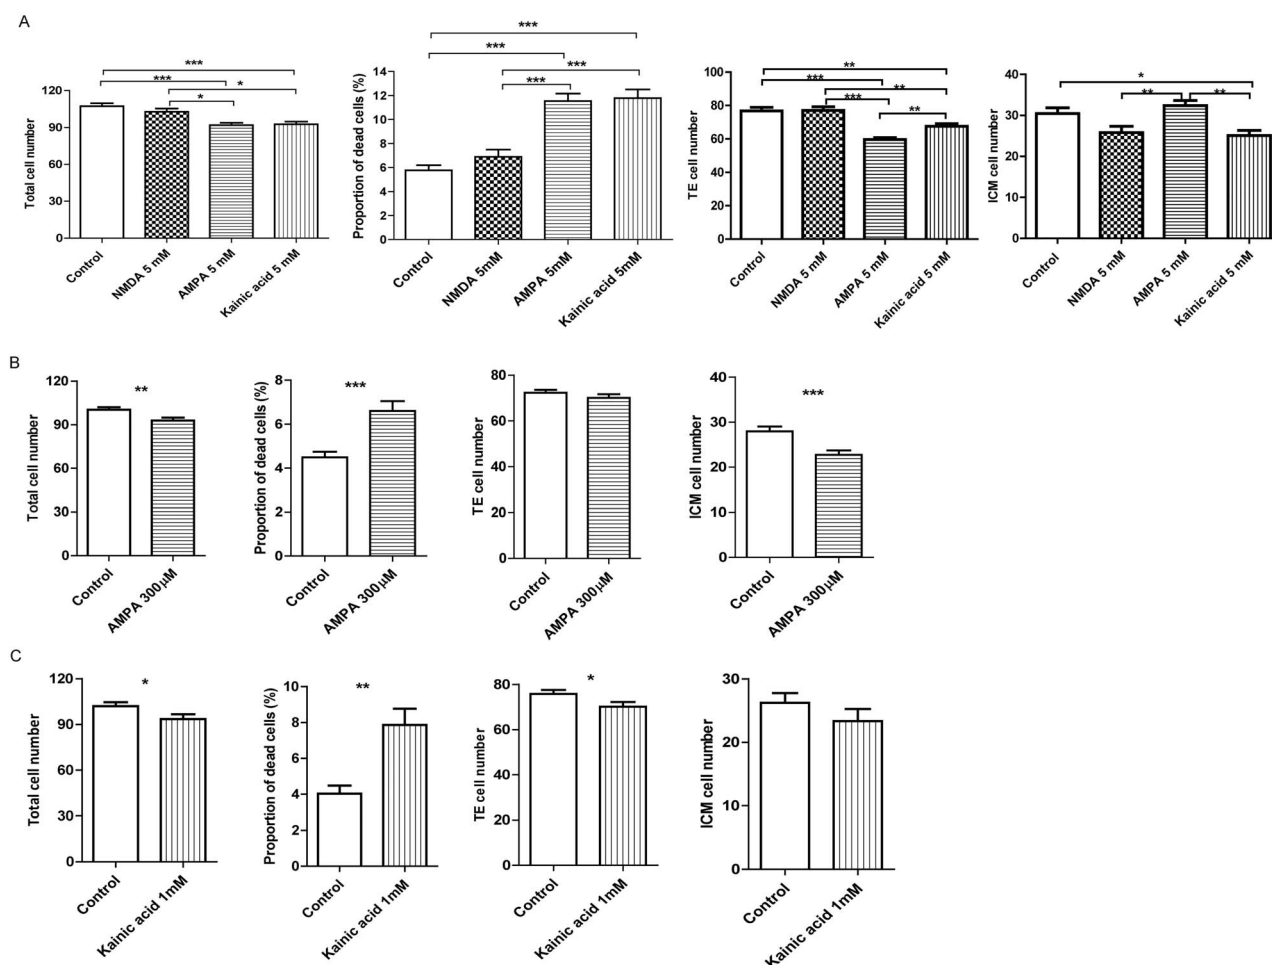 A
Total cell number
120
90
60
30
0
***
***
*
*
Control
NMDA 5 mM
AMPA 5 mM
Kainic acid 5 mM
Proportion of dead cells (%)
14
12
10
8
6
4
2
0
***
***
***
***
Control
NMDA 5mM
AMPA 5mM
Kainic acid 5mM
TE cell number
100
80
60
40
20
0
**
***
**
***
**
Control
NMDA 5 mM
AMPA 5 mM
Kainic acid 5 mM
ICM cell number
40
30
20
10
0
*
**
**
Control
NMDA 5 mM
AMPA 5 mM
Kainic acid 5 mM
B
Total cell number
120
90
60
30
0
**
Control
AMPA 300µM
Proportion of dead cells (%)
8
6
4
2
0
***
Control
AMPA 300µM
TE cell number
80
60
40
20
0
Control
AMPA 300µM
ICM cell number
40
30
20
10
0
***
Control
AMPA 300µM
C
Total cell number
120
90
60
30
0
*
Control
Kainic acid 1mM
Proportion of dead cells (%)
10
8
6
4
2
0
**
Control
Kainic acid 1mM
TE cell number
80
60
40
20
0
*
Control
Kainic acid 1mM
ICM cell number
30
20
10
0
Control
Kainic acid 1mM